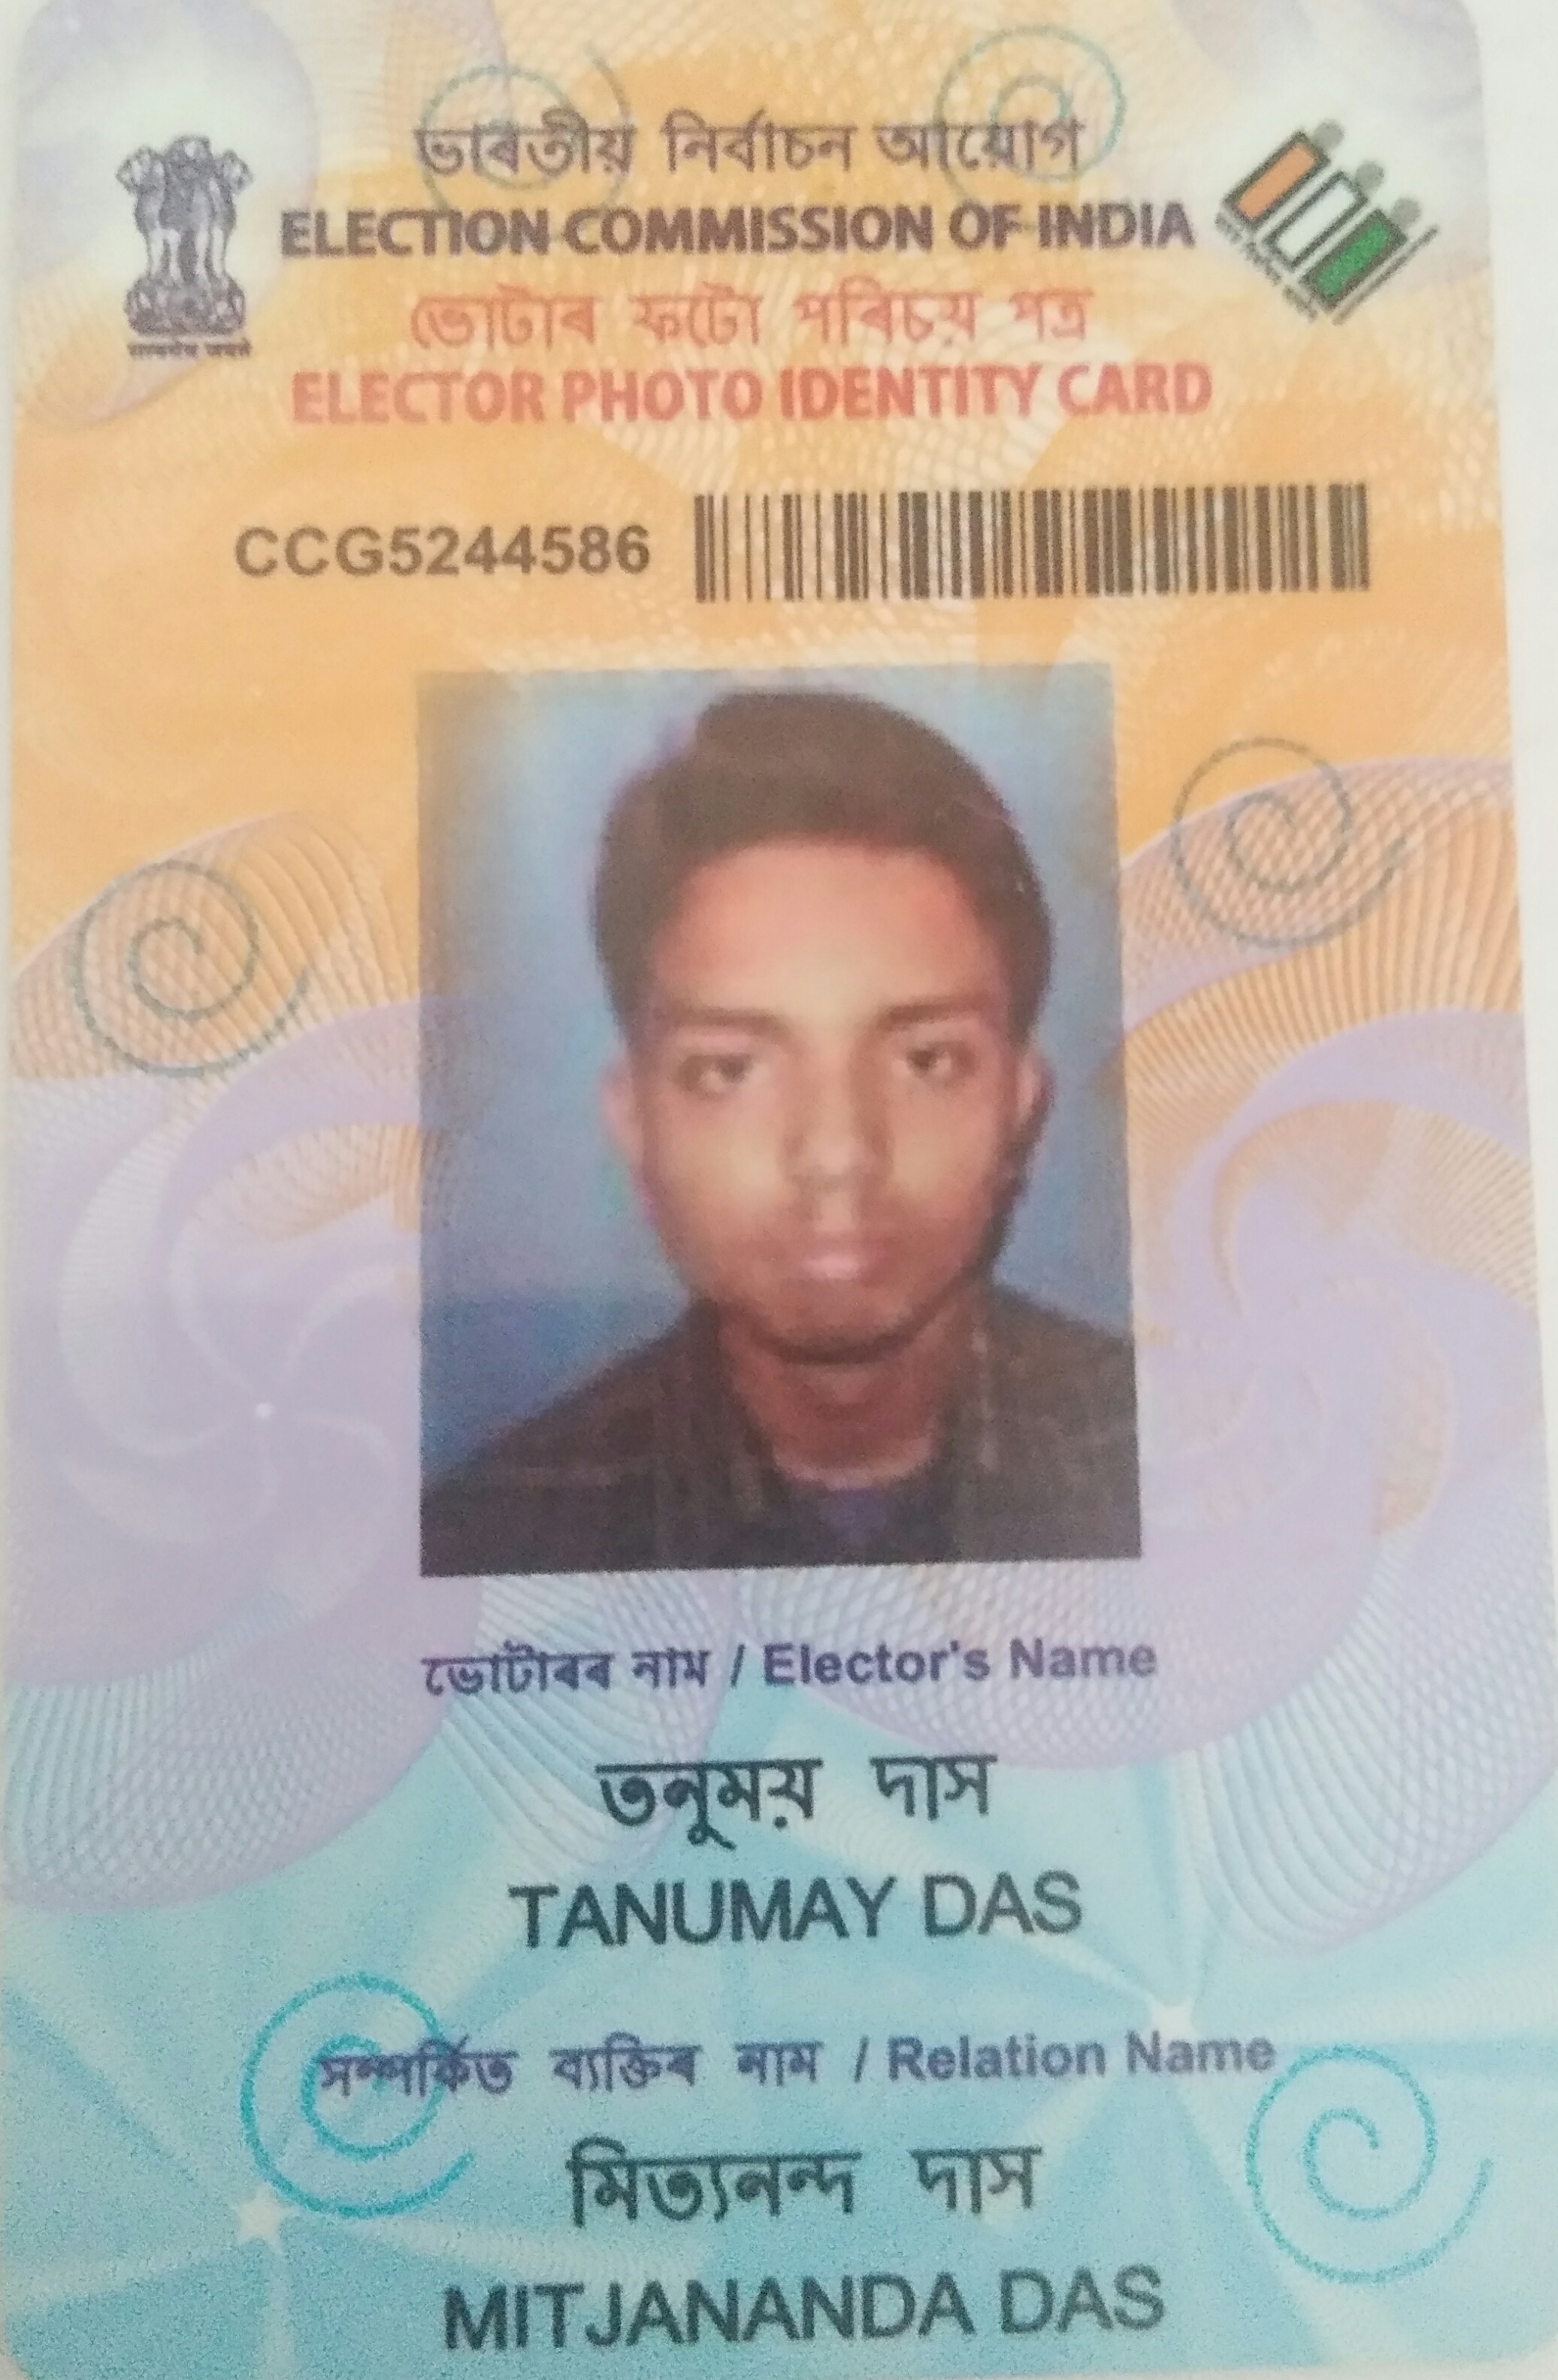 ভাৰতীয় নিৰ্বাচন আয়োগ
ELECTION COMMISSION OF INDIA
ভোটাৰ ফটো পৰিচয় পত্ৰ
ELECTOR PHOTO IDENTITY CARD
CCG5244586
ভোটাৰৰ নাম / Elector's Name
তনুময় দাস
TANUMAY DAS
সম্পৰ্কিত ব্যক্তিৰ নাম / Relation Name
মিত্যনন্দ দাস
MITJANANDA DAS